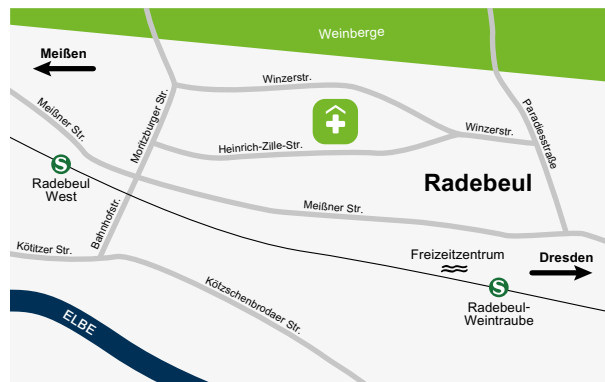 Weinberge
Meißen
Winzerstr.
Meißner Str.
Moritzburger Str.
Paradiesstraße
Winzerstr.
Heinrich-Zille-Str.
S
Radebeul
West
Radebeul
Meißner Str.
Bahnhofstr.
Kötitzer Str.
Freizeitzentrum
Dresden
Kötzschenbrodaer Str.
S
Radebeul-
Weintraube
ELBE